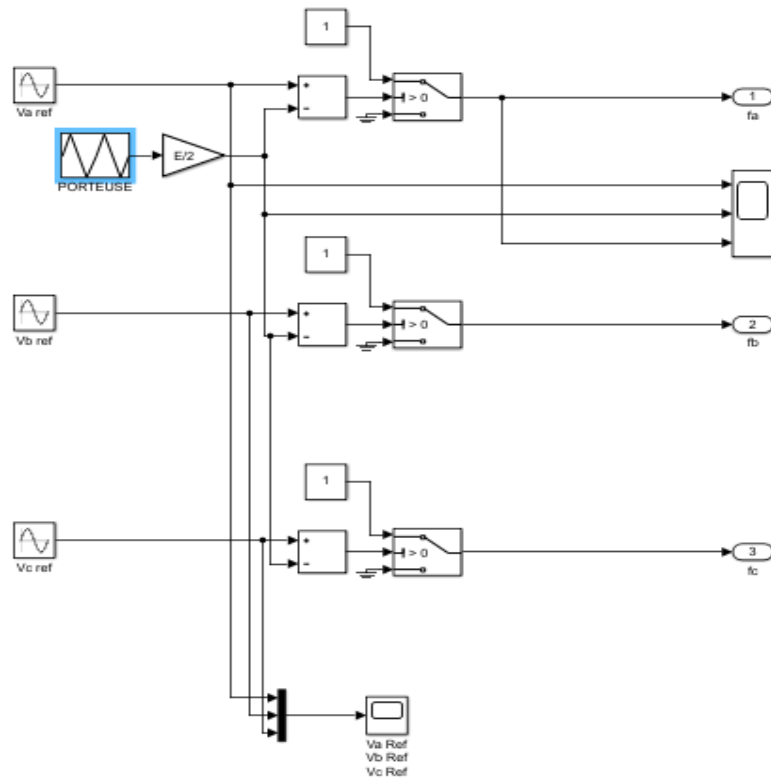 1
+
−
> 0
1
fa
Va ref
E/2
PORTEUSE
1
+
−
> 0
2
fb
Vb ref
1
+
−
> 0
3
fc
Vc ref
Va Ref
Vb Ref
Vc Ref